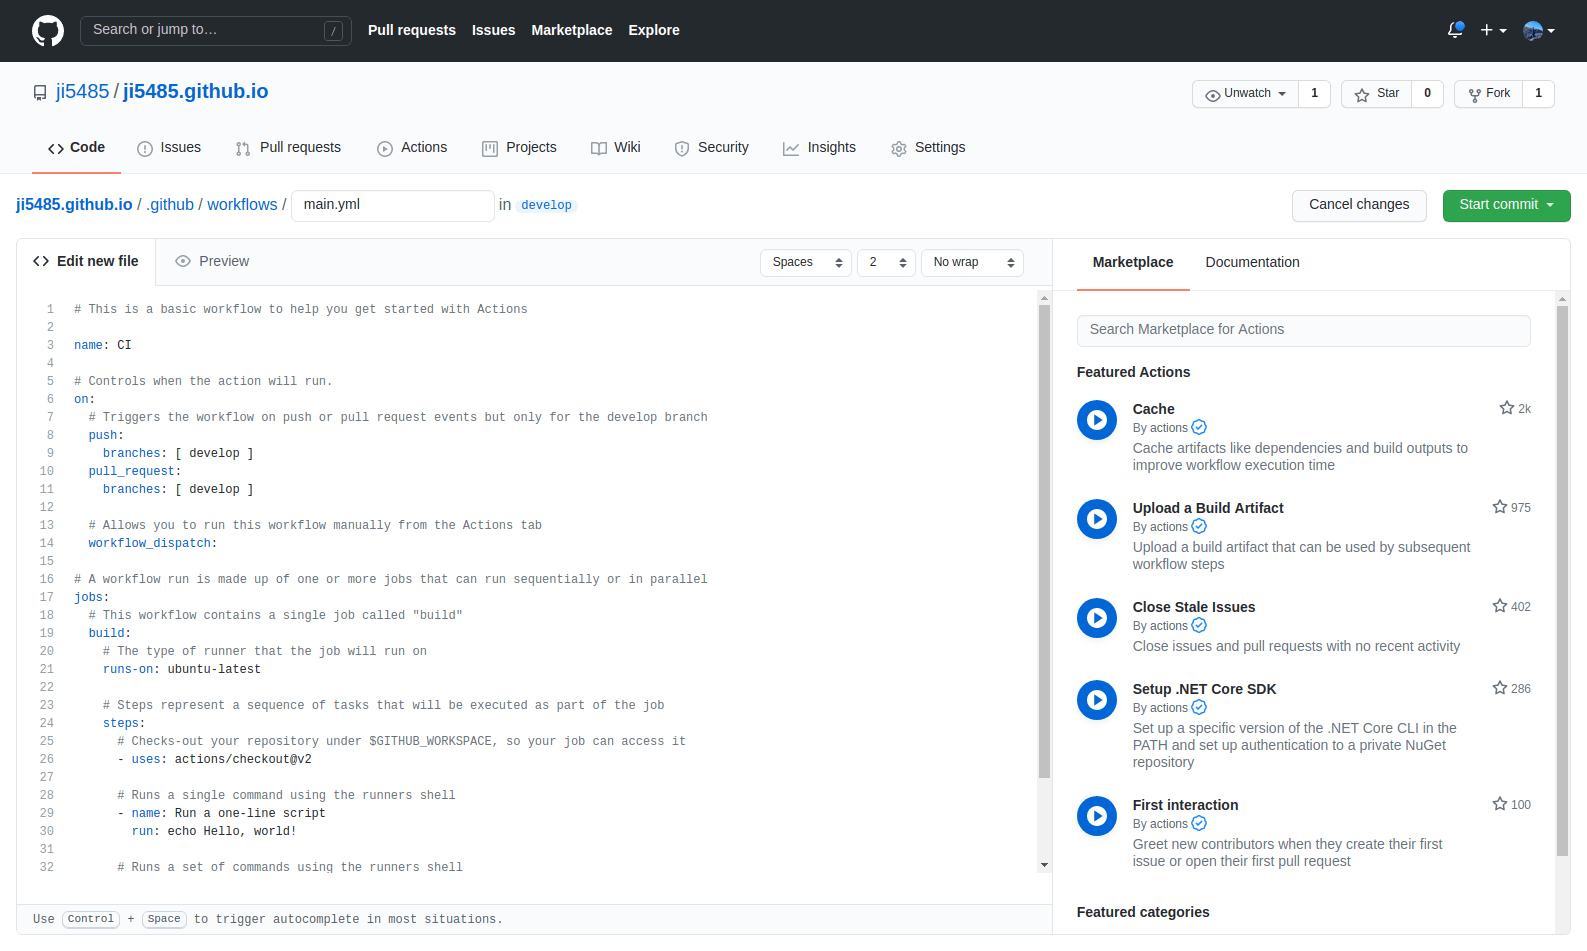 Search or jump to… /
Pull requests Issues Marketplace Explore
ji5485 / ji5485.github.io
Unwatch 1 Star 0 Fork 1
Code Issues Pull requests Actions Projects Wiki Security Insights Settings
ji5485.github.io / .github / workflows / main.yml in develop
Cancel changes Start commit
Edit new file Preview
Spaces 2 No wrap
1 # This is a basic workflow to help you get started with Actions
2
3 name: CI
4
5 # Controls when the action will run.
6 on:
7 # Triggers the workflow on push or pull request events but only for the develop branch
8 push:
9 branches: [ develop ]
10 pull_request:
11 branches: [ develop ]
12
13 # Allows you to run this workflow manually from the Actions tab
14 workflow_dispatch:
15
16 # A workflow run is made up of one or more jobs that can run sequentially or in parallel
17 jobs:
18 # This workflow contains a single job called "build"
19 build:
20 # The type of runner that the job will run on
21 runs-on: ubuntu-latest
22
23 # Steps represent a sequence of tasks that will be executed as part of the job
24 steps:
25 # Checks-out your repository under $GITHUB_WORKSPACE, so your job can access it
26 - uses: actions/checkout@v2
27
28 # Runs a single command using the runners shell
29 - name: Run a one-line script
30 run: echo Hello, world!
31
32 # Runs a set of commands using the runners shell
Use Control + Space to trigger autocomplete in most situations.
Marketplace Documentation
Search Marketplace for Actions
Featured Actions
Cache 2k
By actions
Cache artifacts like dependencies and build outputs to
improve workflow execution time
Upload a Build Artifact 975
By actions
Upload a build artifact that can be used by subsequent
workflow steps
Close Stale Issues 402
By actions
Close issues and pull requests with no recent activity
Setup .NET Core SDK 286
By actions
Set up a specific version of the .NET Core CLI in the
PATH and set up authentication to a private NuGet
repository
First interaction 100
By actions
Greet new contributors when they create their first
issue or open their first pull request
Featured categories